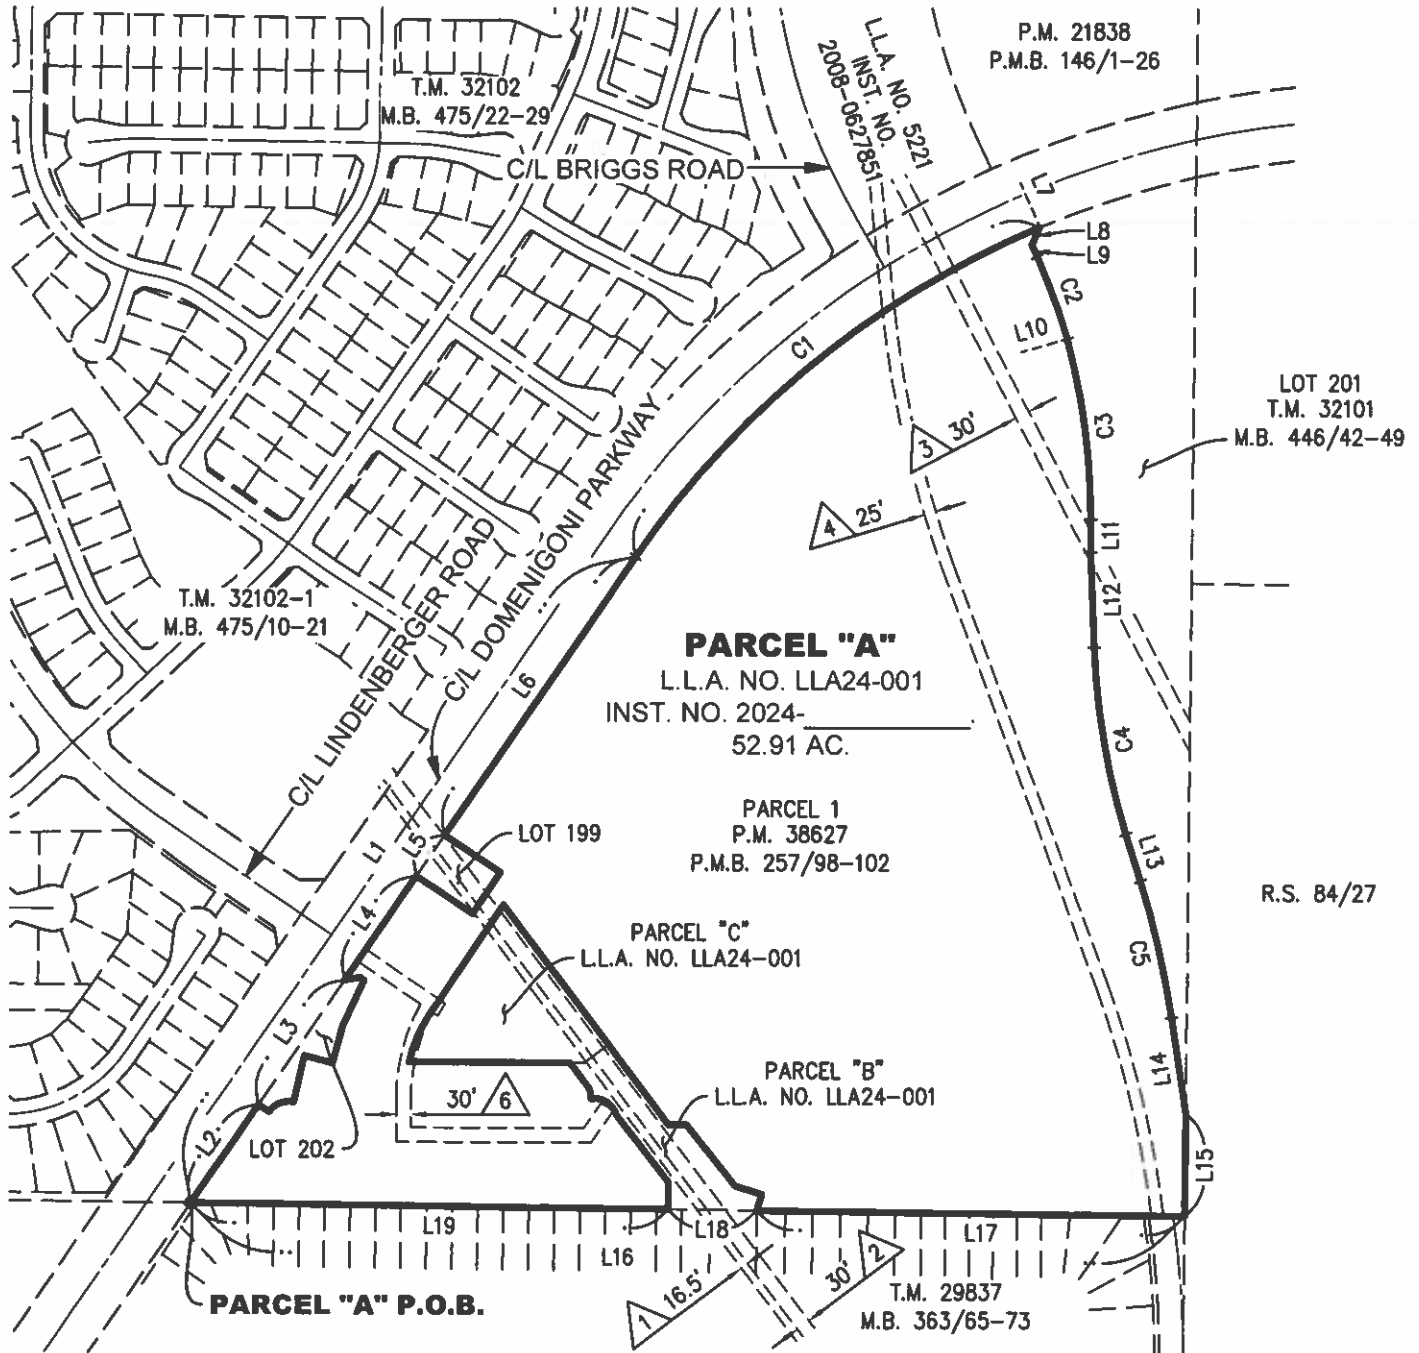 P.M. 21838
P.M.B. 146/1-26
L.L.A. NO. 5221
INST. NO.
2008-0627851
T.M. 32102
M.B. 475/22-29
C/L BRIGGS ROAD
L7
L8
L9
C2
L10
C1
LOT 201
T.M. 32101
M.B. 446/42-49
C3
3 30'
4 25'
L11
L12
C/L DOMENIGONI PARKWAY
C/L LINDENBERGER ROAD
T.M. 32102-1
M.B. 475/10-21
L6
PARCEL "A"
L.L.A. NO. LLA24-001
INST. NO. 2024-__________.
52.91 AC.
C4
PARCEL 1
P.M. 38627
P.M.B. 257/98-102
LOT 199
L1
L5
L4
L13
R.S. 84/27
PARCEL "C"
L.L.A. NO. LLA24-001
C5
L3
L14
PARCEL "B"
L.L.A. NO. LLA24-001
30' 6
LOT 202
L2
L15
L19
L18
L17
L16
1 16.5'
30' 2
T.M. 29837
M.B. 363/65-73
PARCEL "A" P.O.B.